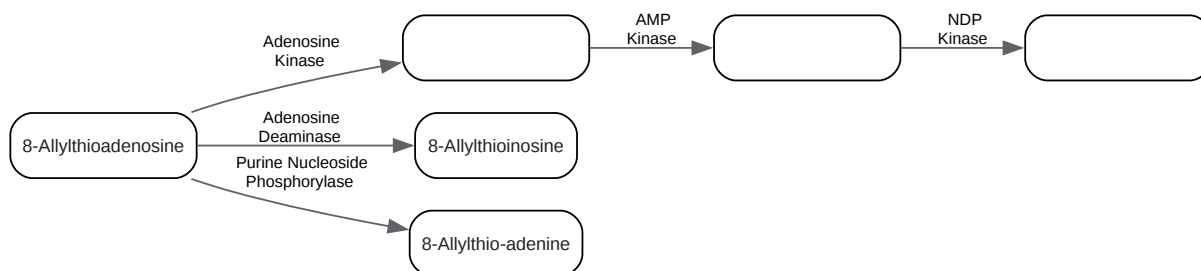 AMP
Kinase
NDP
Kinase
Adenosine
Kinase
8-Allylthioadenosine
Adenosine
Deaminase
8-Allylthioinosine
Purine Nucleoside
Phosphorylase
8-Allylthio-adenine